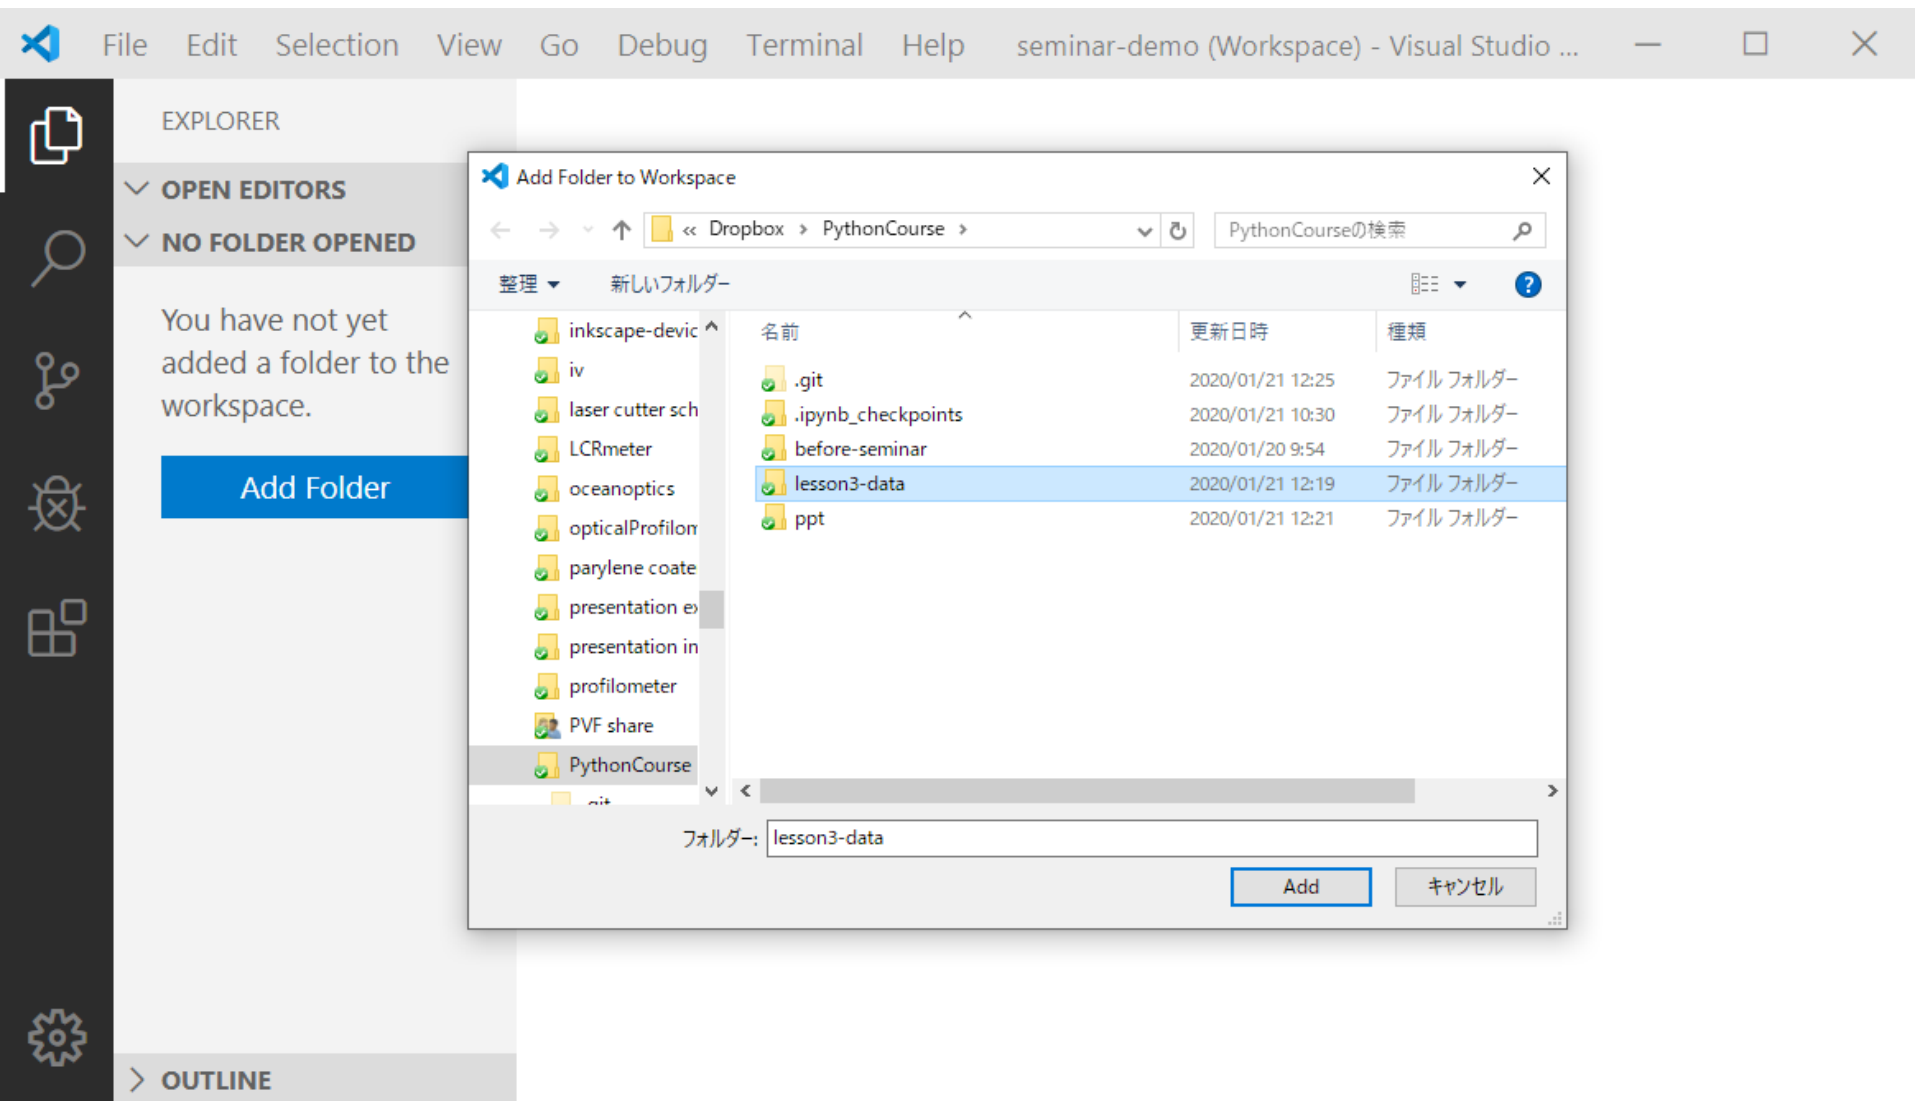 File Edit Selection View Go Debug Terminal Help seminar-demo (Workspace) - Visual Studio ...
EXPLORER
OPEN EDITORS
NO FOLDER OPENED
You have not yet
added a folder to the
workspace.
Add Folder
OUTLINE
Add Folder to Workspace
« Dropbox › PythonCourse ›
PythonCourseの検索
整理 新しいフォルダー
?
inkscape-devic
iv
laser cutter sch
LCRmeter
oceanoptics
opticalProfilom
parylene coate
presentation ex
presentation in
profilometer
PVF share
PythonCourse
.git
名前 更新日時 種類
.git 2020/01/21 12:25 ファイル フォルダー
.ipynb_checkpoints 2020/01/21 10:30 ファイル フォルダー
before-seminar 2020/01/20 9:54 ファイル フォルダー
lesson3-data 2020/01/21 12:19 ファイル フォルダー
ppt 2020/01/21 12:21 ファイル フォルダー
フォルダー: lesson3-data
Add キャンセル